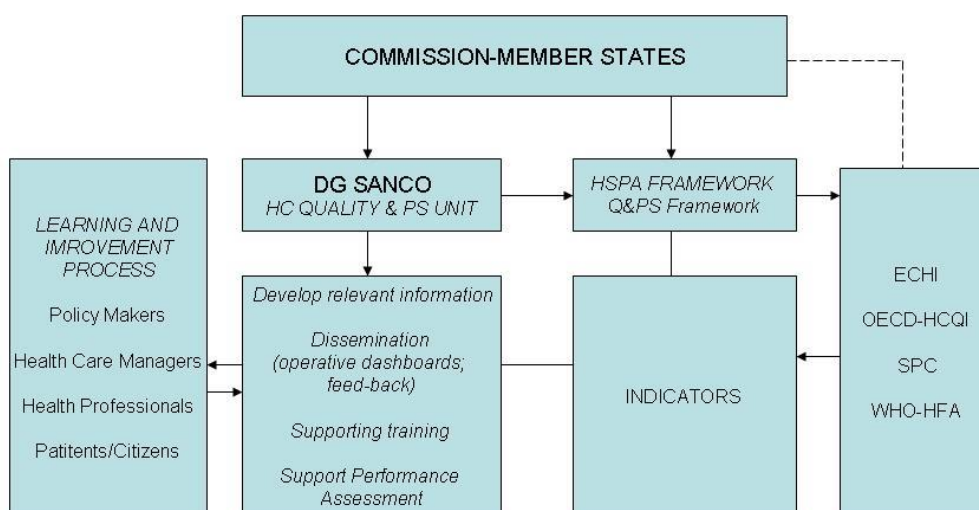 COMMISSION-MEMBER STATES
DG SANCO
HC QUALITY & PS UNIT
HSPA FRAMEWORK
Q&PS Framework
LEARNING AND
IMROVEMENT
PROCESS
Policy Makers
Health Care Managers
Health Professionals
Patitents/Citizens
Develop relevant information
Dissemination
(operative dashboards;
feed-back)
Supporting training
Support Performance
Assessment
INDICATORS
ECHI
OECD-HCQI
SPC
WHO-HFA